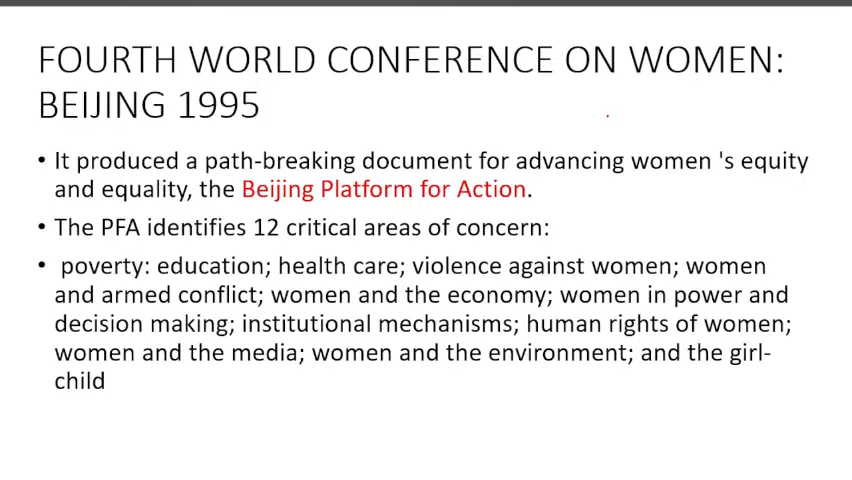 FOURTH WORLD CONFERENCE ON WOMEN:
BEIJING 1995
• It produced a path-breaking document for advancing women 's equity
and equality, the Beijing Platform for Action.
• The PFA identifies 12 critical areas of concern:
• poverty: education; health care; violence against women; women
and armed conflict; women and the economy; women in power and
decision making; institutional mechanisms; human rights of women;
women and the media; women and the environment; and the girl-
child